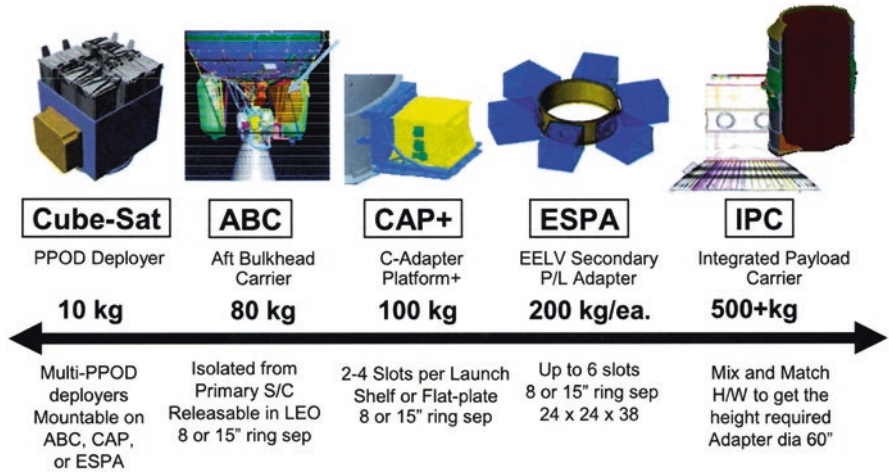 Cube-Sat
PPOD Deployer
10 kg
Multi-PPOD
deployers
Mountable on
ABC, CAP,
or ESPA
ABC
Aft Bulkhead
Carrier
80 kg
Isolated from
Primary S/C
Releasable in LEO
8 or 15” ring sep
CAP+
C-Adapter
Platform+
100 kg
2-4 Slots per Launch
Shelf or Flat-plate
8 or 15” ring sep
ESPA
EELV Secondary
P/L Adapter
200 kg/ea.
Up to 6 slots
8 or 15” ring sep
24 x 24 x 38
IPC
Integrated Payload
Carrier
500+kg
Mix and Match
H/W to get the
height required
Adapter dia 60”